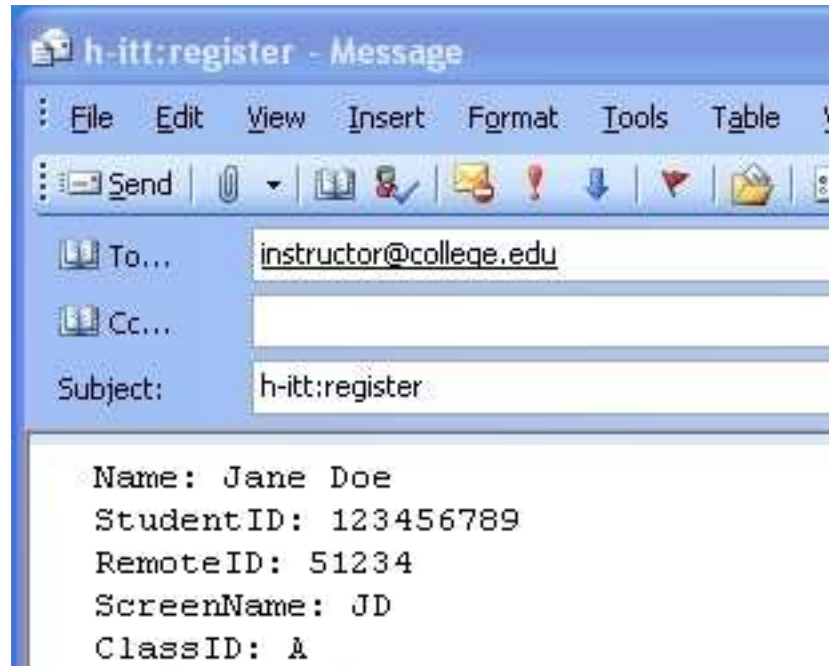 h-itt:register - Message
File Edit View Insert Format Tools Table
Send
To... instructor@college.edu
Cc...
Subject: h-itt:register
Name: Jane Doe
StudentID: 123456789
RemoteID: 51234
ScreenName: JD
ClassID: A